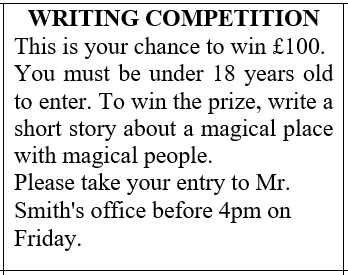 WRITING COMPETITION
This is your chance to win £100.
You must be under 18 years old
to enter. To win the prize, write a
short story about a magical place
with magical people.
Please take your entry to Mr.
Smith's office before 4pm on
Friday.